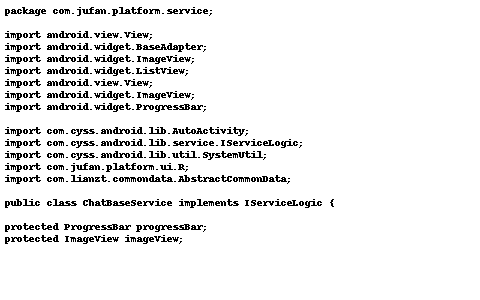 package com.jufan.platform.service;

import android.view.View;
import android.widget.BaseAdapter;
import android.widget.ImageView;
import android.widget.ListView;
import android.view.View;
import android.widget.ImageView;
import android.widget.ProgressBar;

import com.cyss.android.lib.AutoActivity;
import com.cyss.android.lib.service.IServiceLogic;
import com.cyss.android.lib.util.SystemUtil;
import com.jufan.platform.ui.R;
import com.lianzt.commondata.AbstractCommonData;

public class ChatBaseService implements IServiceLogic {

protected ProgressBar progressBar;
protected ImageView imageView;